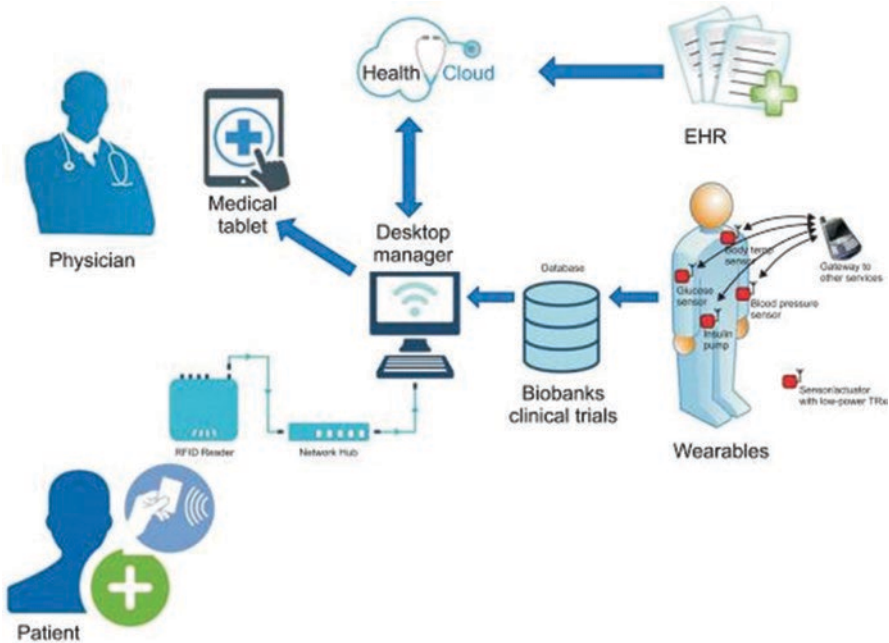 Health Cloud
EHR
Medical
tablet
Physician
Desktop
manager
Database
Body temp
sensor
Gateway to
other services
Glucose
sensor
Blood pressure
sensor
Insulin
pump
Biobanks
clinical trials
Sensor/actuator
with low-power TRx
Wearables
RFID Reader
Network Hub
Patient